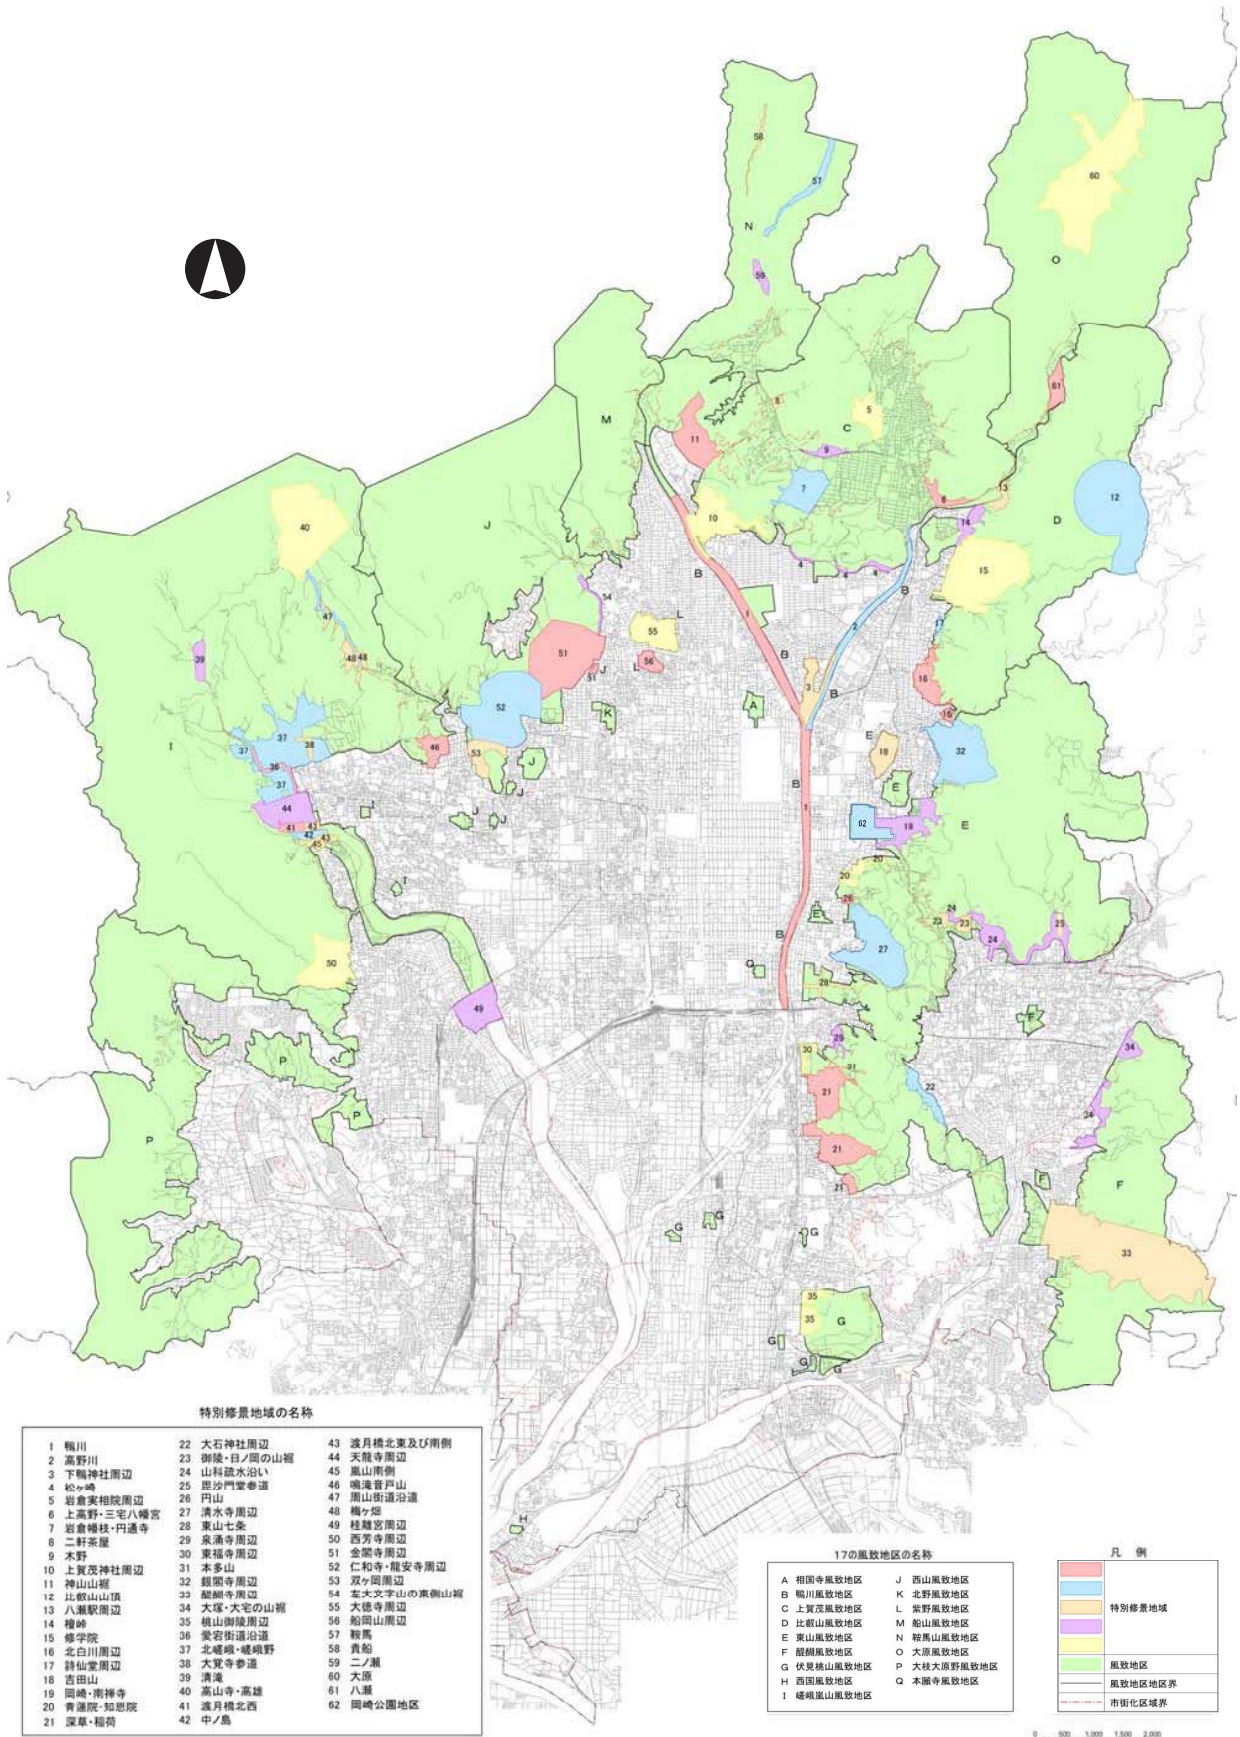 特別修景地域の名称
1 鴨川
2 高野川
3 下鴨神社周辺
4 松ヶ崎
5 岩倉実相院周辺
6 上高野・三宅八幡宮
7 岩倉幡枝・円通寺
8 二軒茶屋
9 木野
10 上賀茂神社周辺
11 神山山裾
12 比叡山山頂
13 八瀬駅周辺
14 檜峠
15 修学院
16 北白川周辺
17 詩仙堂周辺
18 吉田山
19 岡崎・南禅寺
20 青蓮院・知恩院
21 深草・稲荷
22 大石神社周辺
23 御陵・日ノ岡の山裾
24 山科疏水沿い
25 毘沙門堂参道
26 円山
27 清水寺周辺
28 東山七条
29 泉涌寺周辺
30 東福寺周辺
31 本多山
32 銀閣寺周辺
33 醍醐寺周辺
34 大塚・大宅の山裾
35 桃山御陵周辺
36 愛宕街道沿道
37 北嵯峨・嵯峨野
38 大覚寺参道
39 清滝
40 高山寺・高雄
41 渡月橋北西
42 中ノ島
43 渡月橋北東及び南側
44 天龍寺周辺
45 嵐山南側
46 鳴滝音戸山
47 周山街道沿道
48 梅ヶ畑
49 桂離宮周辺
50 西芳寺周辺
51 金閣寺周辺
52 仁和寺・龍安寺周辺
53 双ヶ岡周辺
54 左大文字山の東側山裾
55 大徳寺周辺
56 船岡山周辺
57 鞍馬
58 貴船
59 二ノ瀬
60 大原
61 八瀬
62 岡崎公園地区
17の風致地区の名称
A 相国寺風致地区
B 鴨川風致地区
C 上賀茂風致地区
D 比叡山風致地区
E 東山風致地区
F 醍醐風致地区
G 伏見桃山風致地区
H 西国風致地区
I 嵯峨嵐山風致地区
J 西山風致地区
K 北野風致地区
L 紫野風致地区
M 船山風致地区
N 鞍馬山風致地区
O 大原風致地区
P 大枝大原野風致地区
Q 本願寺風致地区
凡 例
特別修景地域
風致地区
風致地区地区界
市街化区域界
0 500 1,000 1,500 2,000